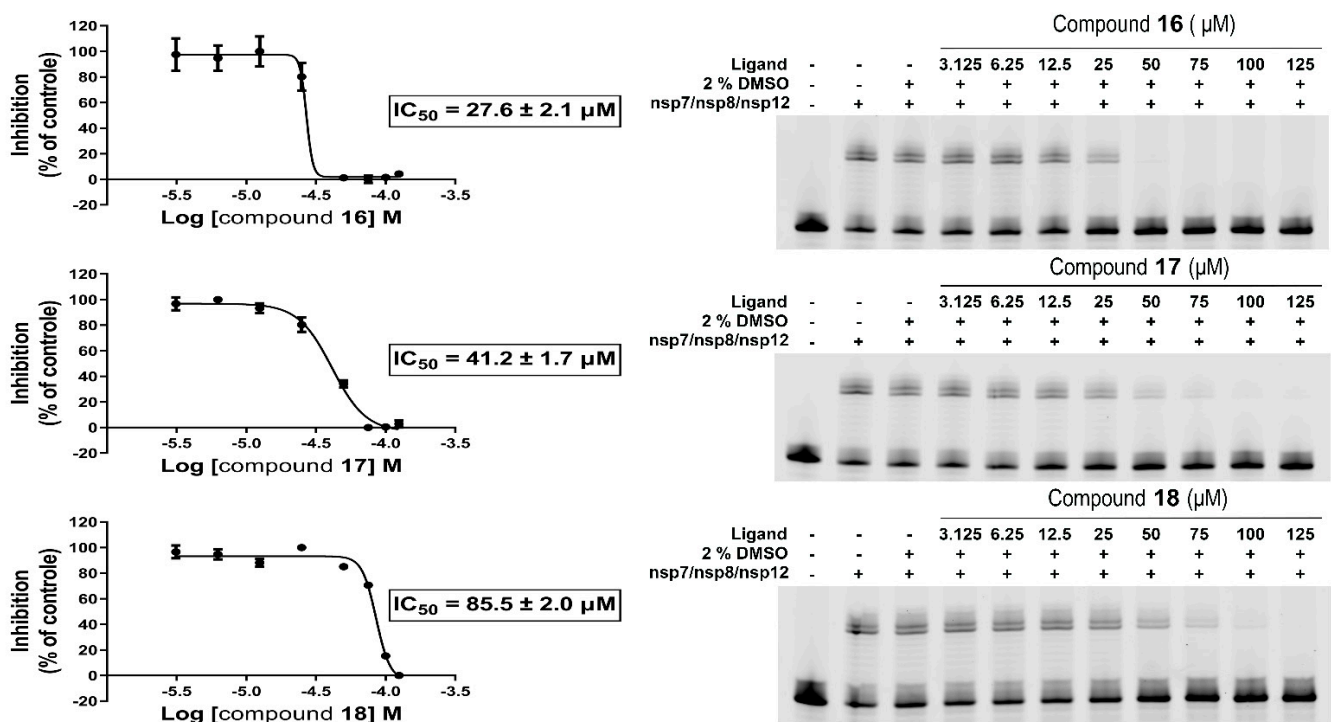 120
100
80
60
40
20
0
-20
Inhibition
(% of controle)
-5.5 -5.0 -4.5 -4.0 -3.5
Log [compound 16] M
IC50 = 27.6 ± 2.1 µM
Compound 16 ( µM)
Ligand - - - 3.125 6.25 12.5 25 50 75 100 125
2 % DMSO - - + + + + + + + + +
nsp7/nsp8/nsp12 - + + + + + + + + + +
120
100
80
60
40
20
0
-20
Inhibition
(% of controle)
-5.5 -5.0 -4.5 -4.0 -3.5
Log [compound 17] M
IC50 = 41.2 ± 1.7 µM
Compound 17 (µM)
Ligand - - - 3.125 6.25 12.5 25 50 75 100 125
2 % DMSO - - + + + + + + + + +
nsp7/nsp8/nsp12 - + + + + + + + + + +
120
100
80
60
40
20
0
-20
Inhibition
(% of controle)
-5.5 -5.0 -4.5 -4.0 -3.5
Log [compound 18] M
IC50 = 85.5 ± 2.0 µM
Compound 18 (µM)
Ligand - - - 3.125 6.25 12.5 25 50 75 100 125
2 % DMSO - - + + + + + + + + +
nsp7/nsp8/nsp12 - + + + + + + + + + +